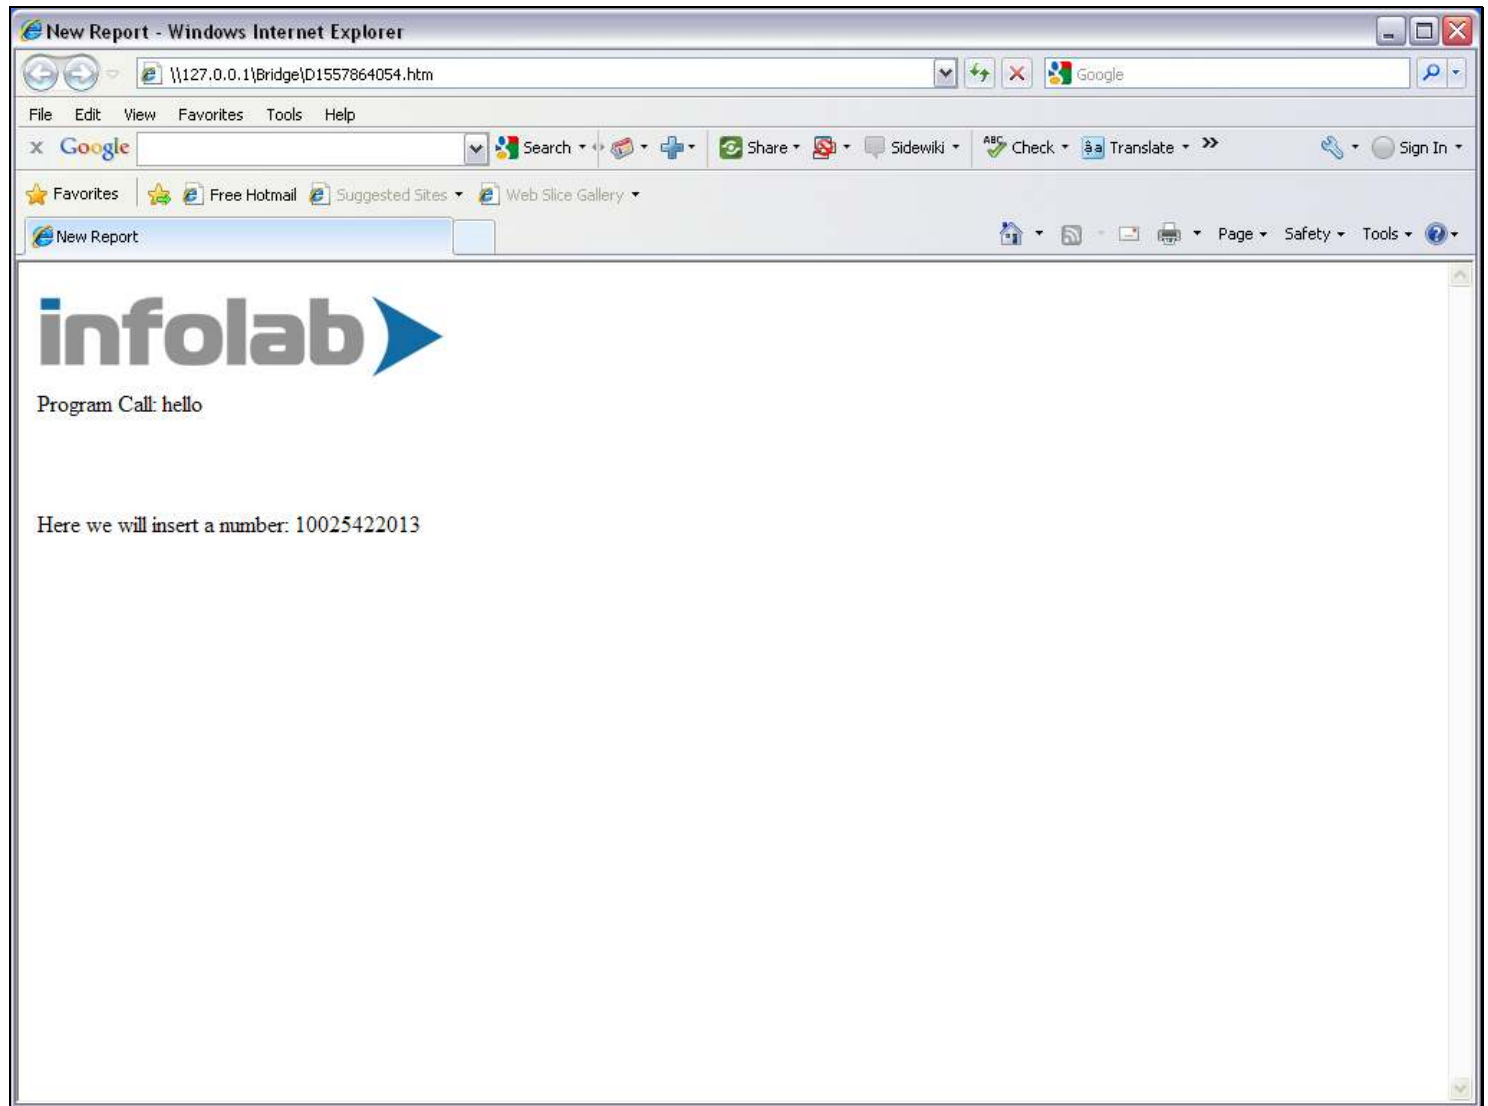 New Report - Windows Internet Explorer
\\127.0.0.1\Bridge\D1557864054.htm
Google
File Edit View Favorites Tools Help
x Google Search Share Sidewiki ABC Check âa Translate » Sign In
Favorites Free Hotmail Suggested Sites Web Slice Gallery
New Report Page Safety Tools
infolab
Program Call: hello
Here we will insert a number: 10025422013